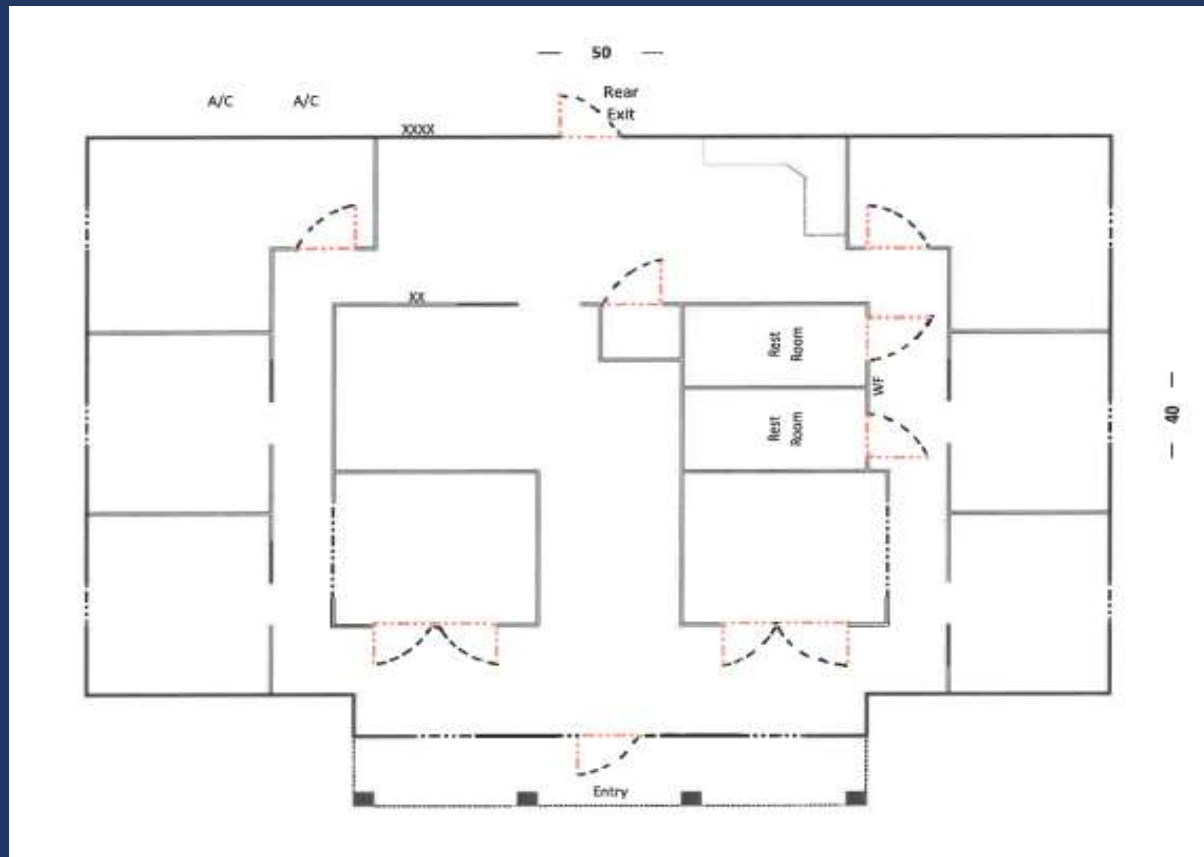 50
A/C A/C
Rear
Exit
XXXX
XX
Rest
Room
WF
Rest
Room
40
Entry